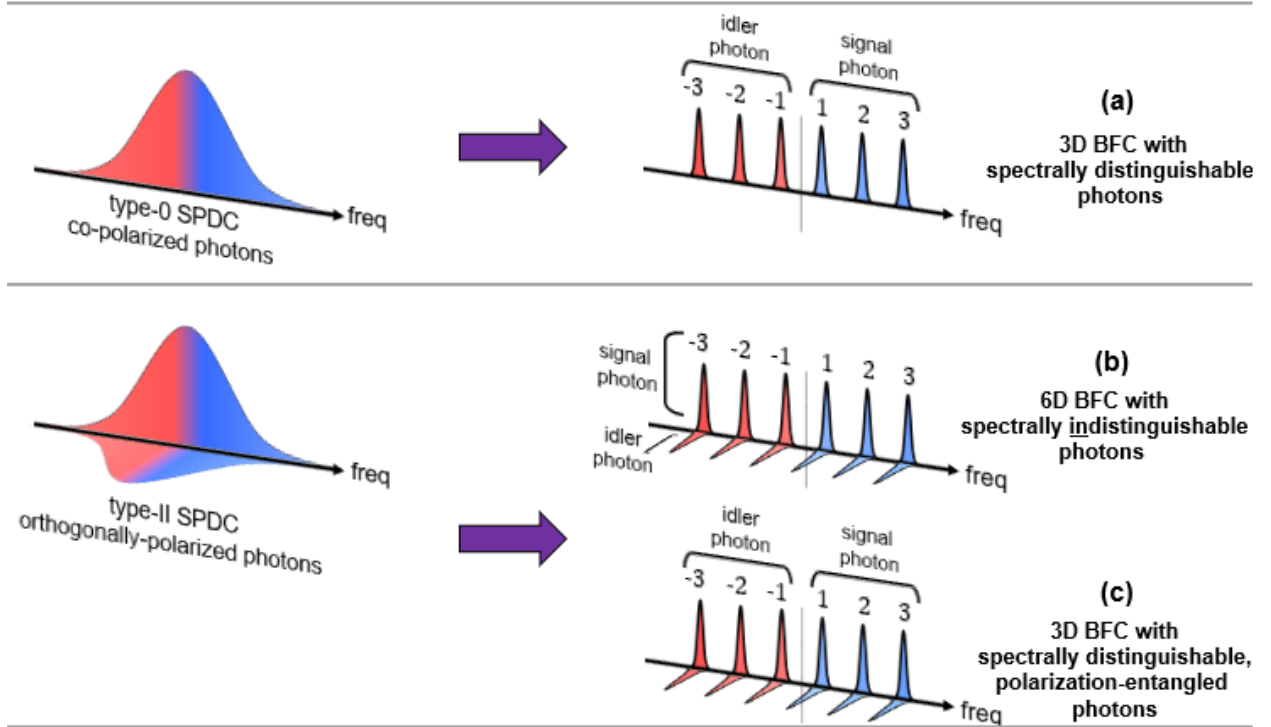 idler
photon
signal
photon
-3 -2 -1 1 2 3
freq
type-0 SPDC
co-polarized photons
freq
(a)
3D BFC with
spectrally distinguishable
photons
type-II SPDC
orthogonally-polarized photons
freq
signal
photon
idler
photon
-3 -2 -1 1 2 3
freq
(b)
6D BFC with
spectrally indistinguishable
photons
idler
photon
signal
photon
-3 -2 -1 1 2 3
freq
(c)
3D BFC with
spectrally distinguishable,
polarization-entangled
photons